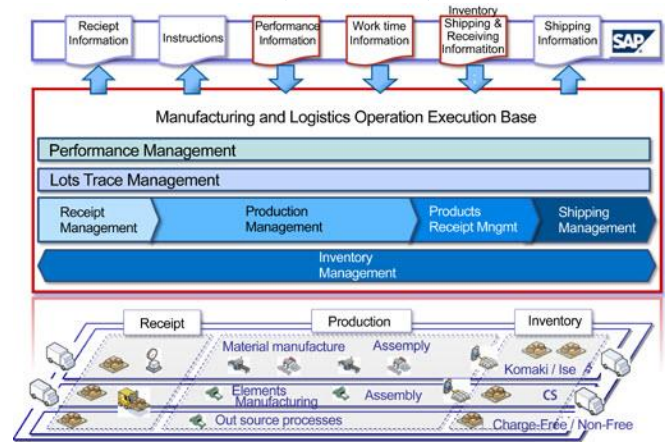 Reciept
Information
Instructions
Performance
Information
Work time
Information
Inventory
Shipping &
Receiving
Informatiton
Shipping
Information
SAP
Manufacturing and Logistics Operation Execution Base
Performance Management
Lots Trace Management
Receipt
Management
Production
Management
Products
Receipt Mngmt
Shipping
Management
Inventory
Management
Receipt
Production
Inventory
Material manufacture
Assemply
Komaki / Ise
Elements
Manufacturing
Assembly
CS
Out source processes
Charge-Free / Non-Free